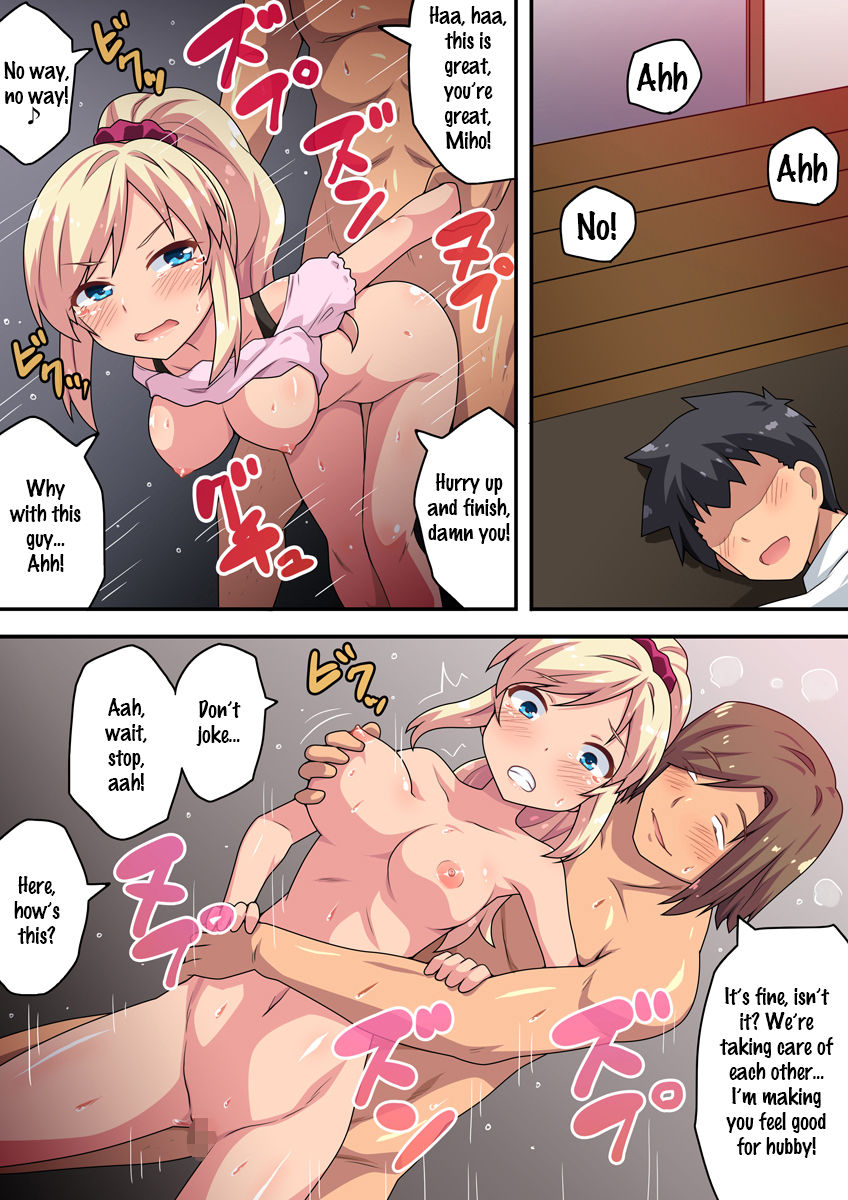 Ahh
Ahh
No!
Haa, haa,
this is
great,
you're
great,
Miho!
No way,
no way!
♪
Hurry up
and finish,
damn you!
Why
with this
guy...
Ahh!
ビクッ
ズプ
ズン
ヌプ
ビクッ
グチュッ
Don't
joke...
Aah,
wait,
stop,
aah!
Here,
how's
this?
It's fine, isn't
it? We're
taking care of
each other...
I'm making
you feel good
for hubby!
ビクッ
ズプ
ズン
ヌプ